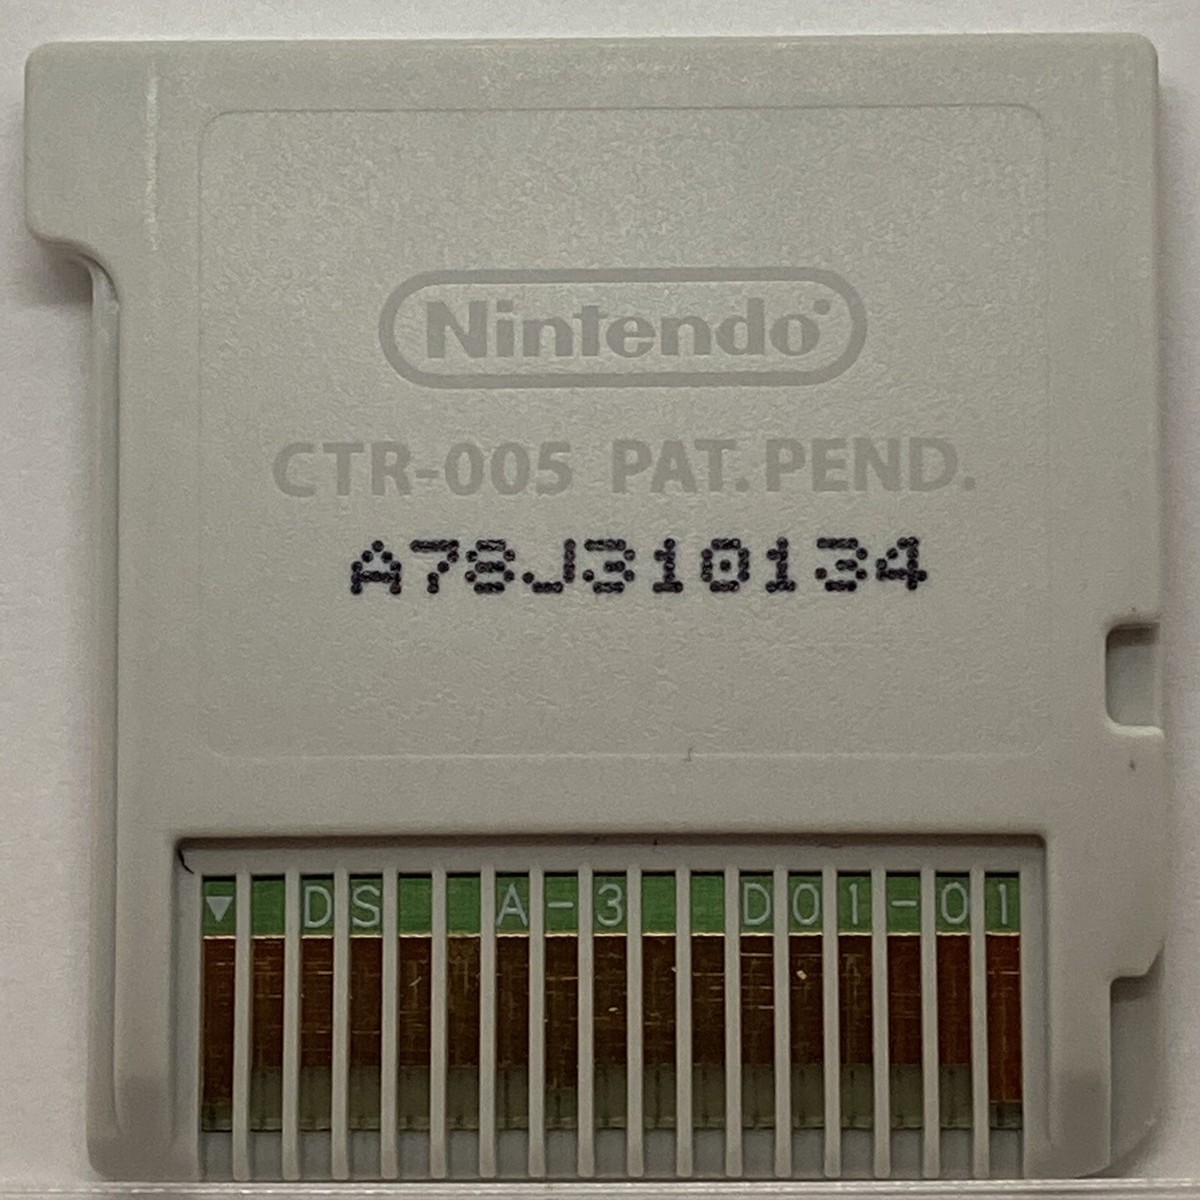 Nintendo
CTR-005 PAT.PEND.
A78J310134
▼ DS A-3 D01-01